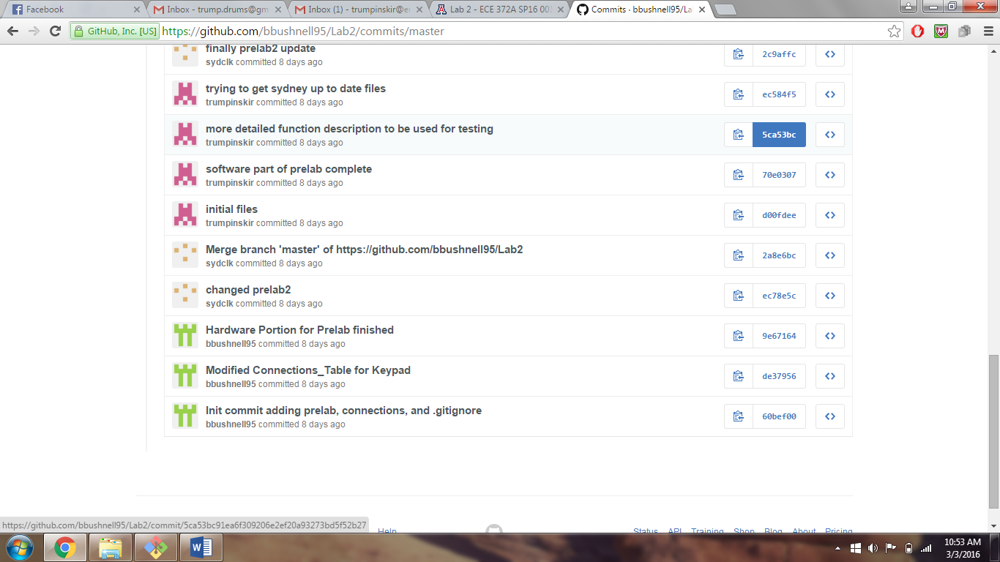 Facebook
Inbox - trump.drums@gm
Inbox (1) - trumpinskir@e
Lab 2 - ECE 372A SP16 001
Commits · bbushnell95/La
GitHub, Inc. [US]
https://github.com/bbushnell95/Lab2/commits/master
finally prelab2 update
2c9affc
sydclk committed 8 days ago
trying to get sydney up to date files
ec584f5
trumpinskir committed 8 days ago
more detailed function description to be used for testing
5ca53bc
trumpinskir committed 8 days ago
software part of prelab complete
70e0307
trumpinskir committed 8 days ago
initial files
d00fdee
trumpinskir committed 8 days ago
Merge branch 'master' of https://github.com/bbushnell95/Lab2
2a8e6bc
sydclk committed 8 days ago
changed prelab2
ec78e5c
sydclk committed 8 days ago
Hardware Portion for Prelab finished
9e67164
bbushnell95 committed 8 days ago
Modified Connections_Table for Keypad
de37956
bbushnell95 committed 8 days ago
Init commit adding prelab, connections, and .gitignore
60bef00
bbushnell95 committed 8 days ago
https://github.com/bbushnell95/Lab2/commit/5ca53bc91ea6f309206e2ef20a93273bd5f52b27
Help
Status API Training Shop Blog About Pricing
10:53 AM
3/3/2016